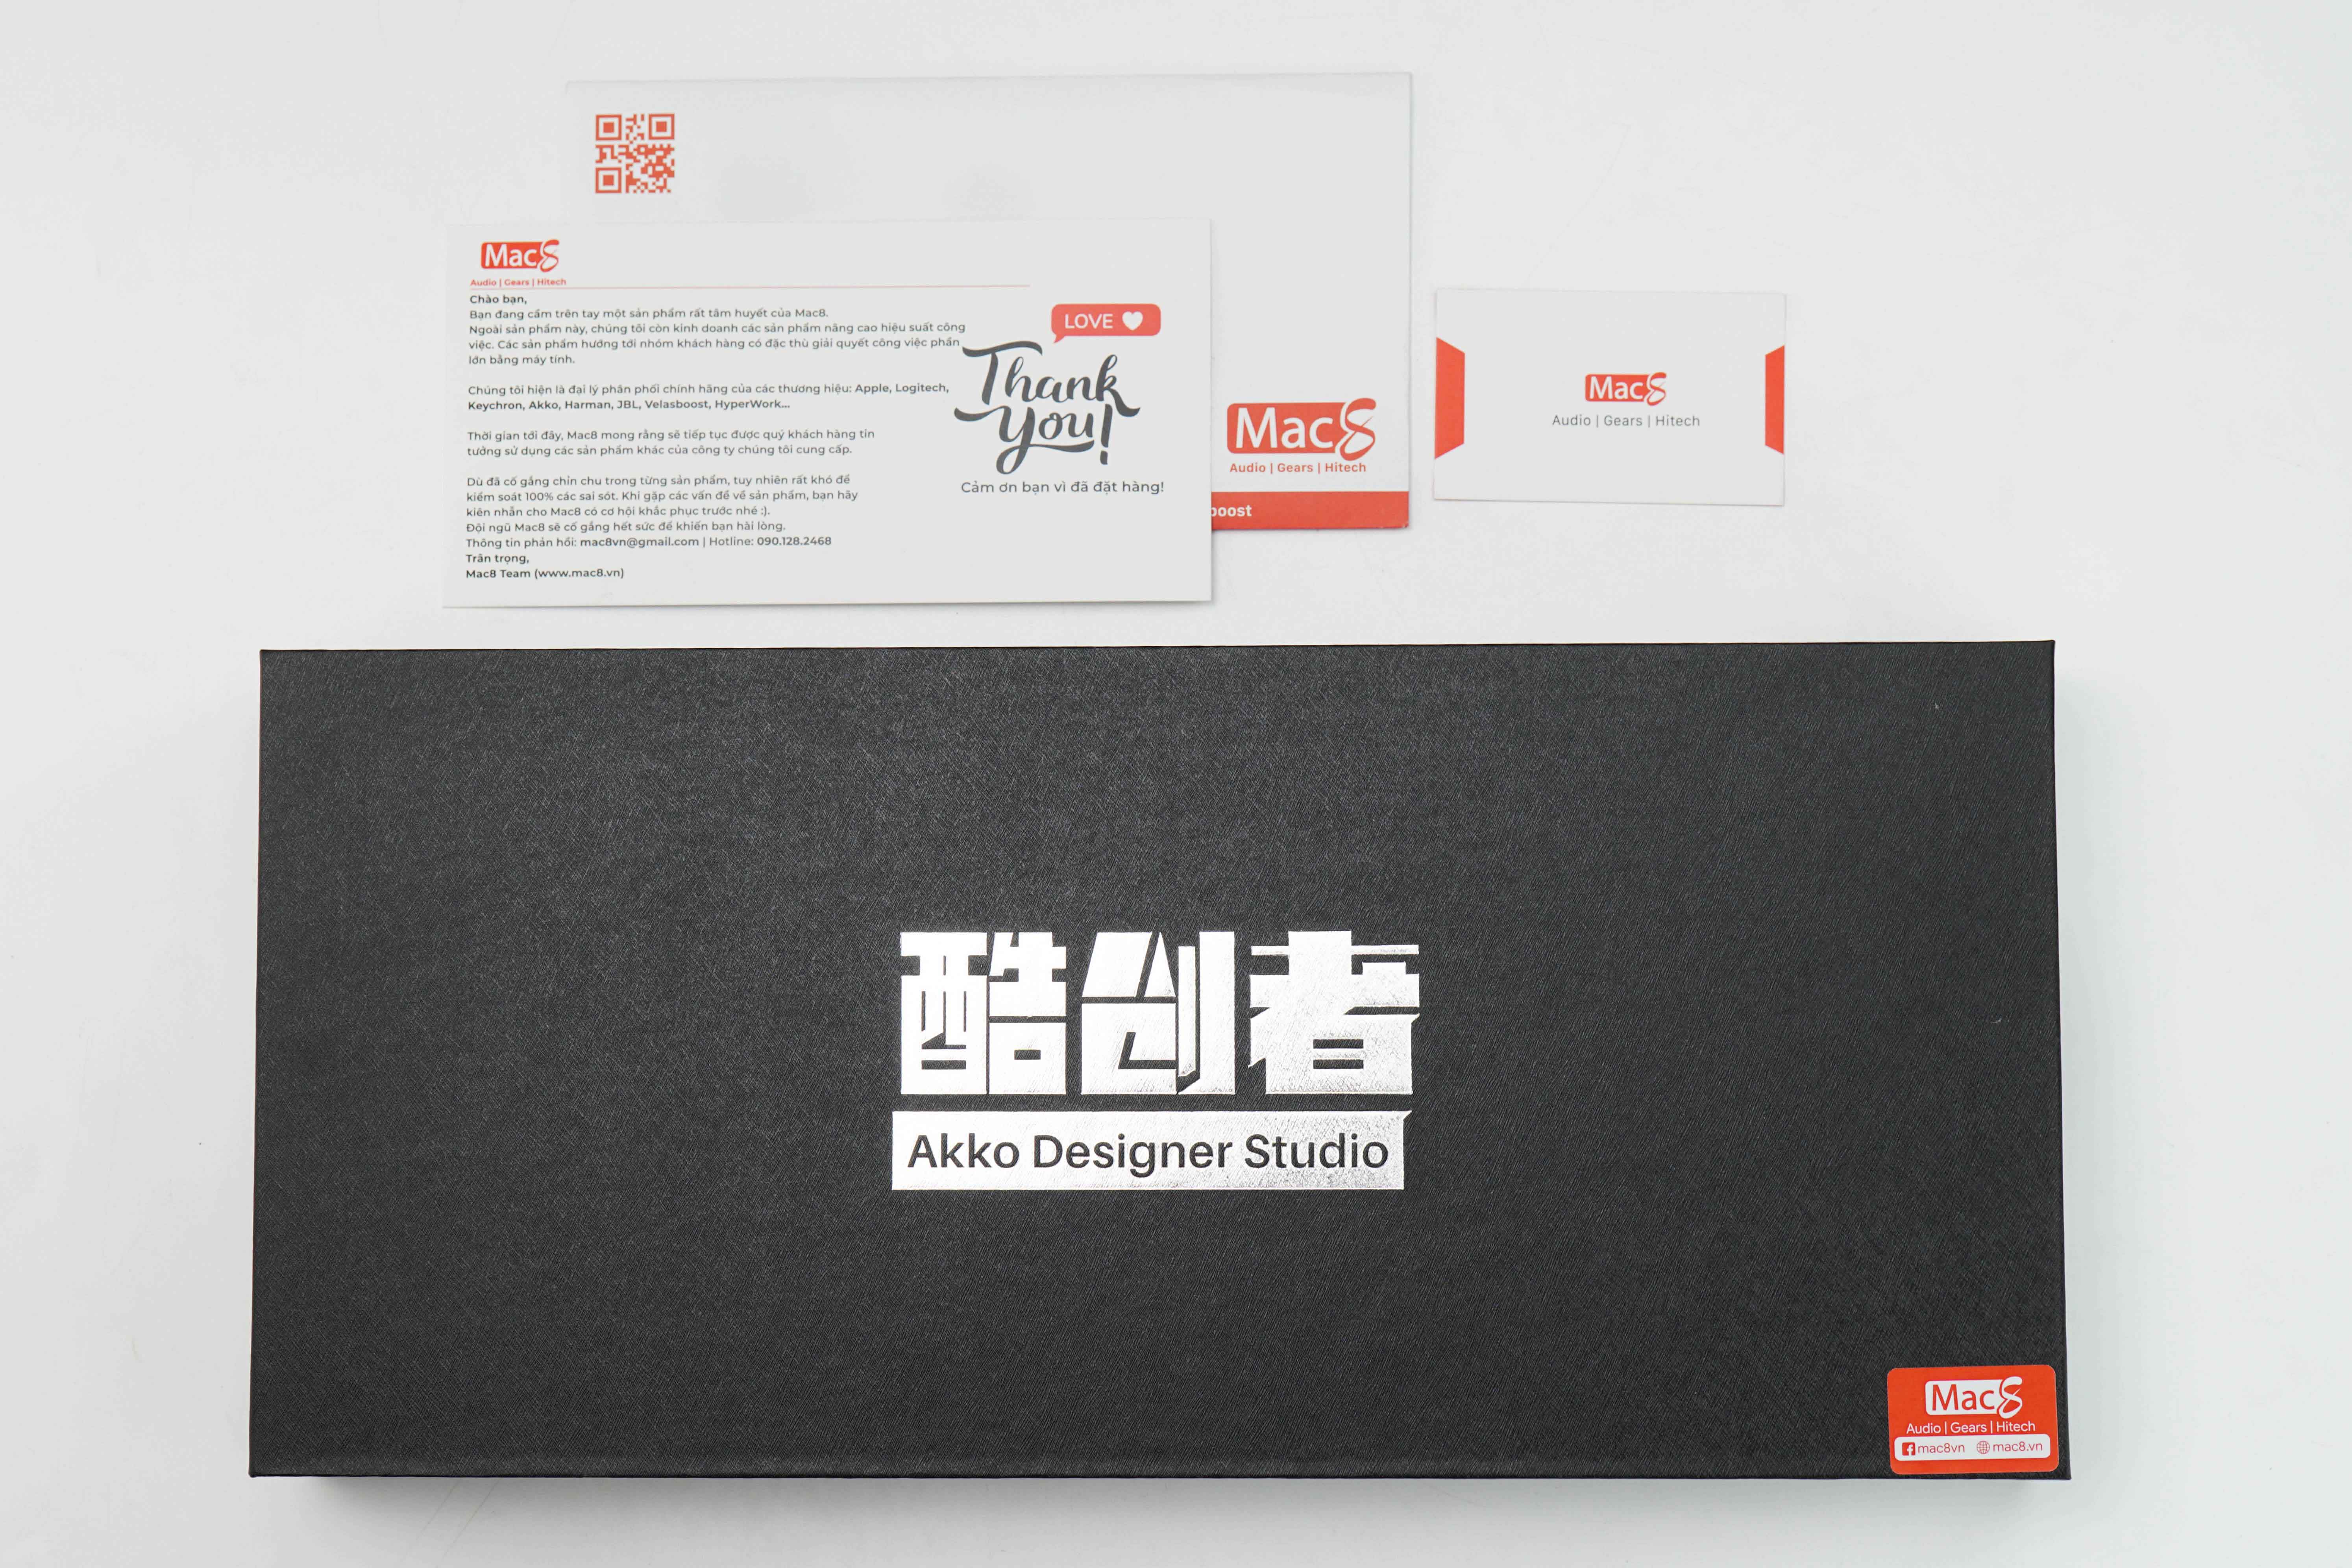 Mac8
Audio | Gears | Hitech
Chào bạn,
Bạn đang cầm trên tay một sản phẩm rất tâm huyết của Mac8.
Ngoài sản phẩm này, chúng tôi còn kinh doanh các sản phẩm nâng cao hiệu suất công
việc. Các sản phẩm hướng tới nhóm khách hàng có đặc thù giải quyết công việc phần
lớn bằng máy tính.
Chúng tôi hiện là đại lý phân phối chính hãng của các thương hiệu: Apple, Logitech,
Keychron, Akko, Harman, JBL, Velasboost, HyperWork...
Thời gian tới đây, Mac8 mong rằng sẽ tiếp tục được quý khách hàng tin
tưởng sử dụng các sản phẩm khác của công ty chúng tôi cung cấp.
Dù đã cố gắng chỉn chu trong từng sản phẩm, tuy nhiên rất khó để
kiểm soát 100% các sai sót. Khi gặp các vấn đề về sản phẩm, bạn hãy
kiên nhẫn cho Mac8 có cơ hội khắc phục trước nhé :).
Đội ngũ Mac8 sẽ cố gắng hết sức để khiến bạn hài lòng.
Thông tin phản hồi: mac8vn@gmail.com | Hotline: 090.128.2468
Trân trọng,
Mac8 Team (www.mac8.vn)
LOVE
Thank
You!
Cảm ơn bạn vì đã đặt hàng!
Mac8
Audio | Gears | Hitech
boost
Mac8
Audio | Gears | Hitech
酷创者
Akko Designer Studio
Mac8
Audio | Gears | Hitech
mac8vn mac8.vn